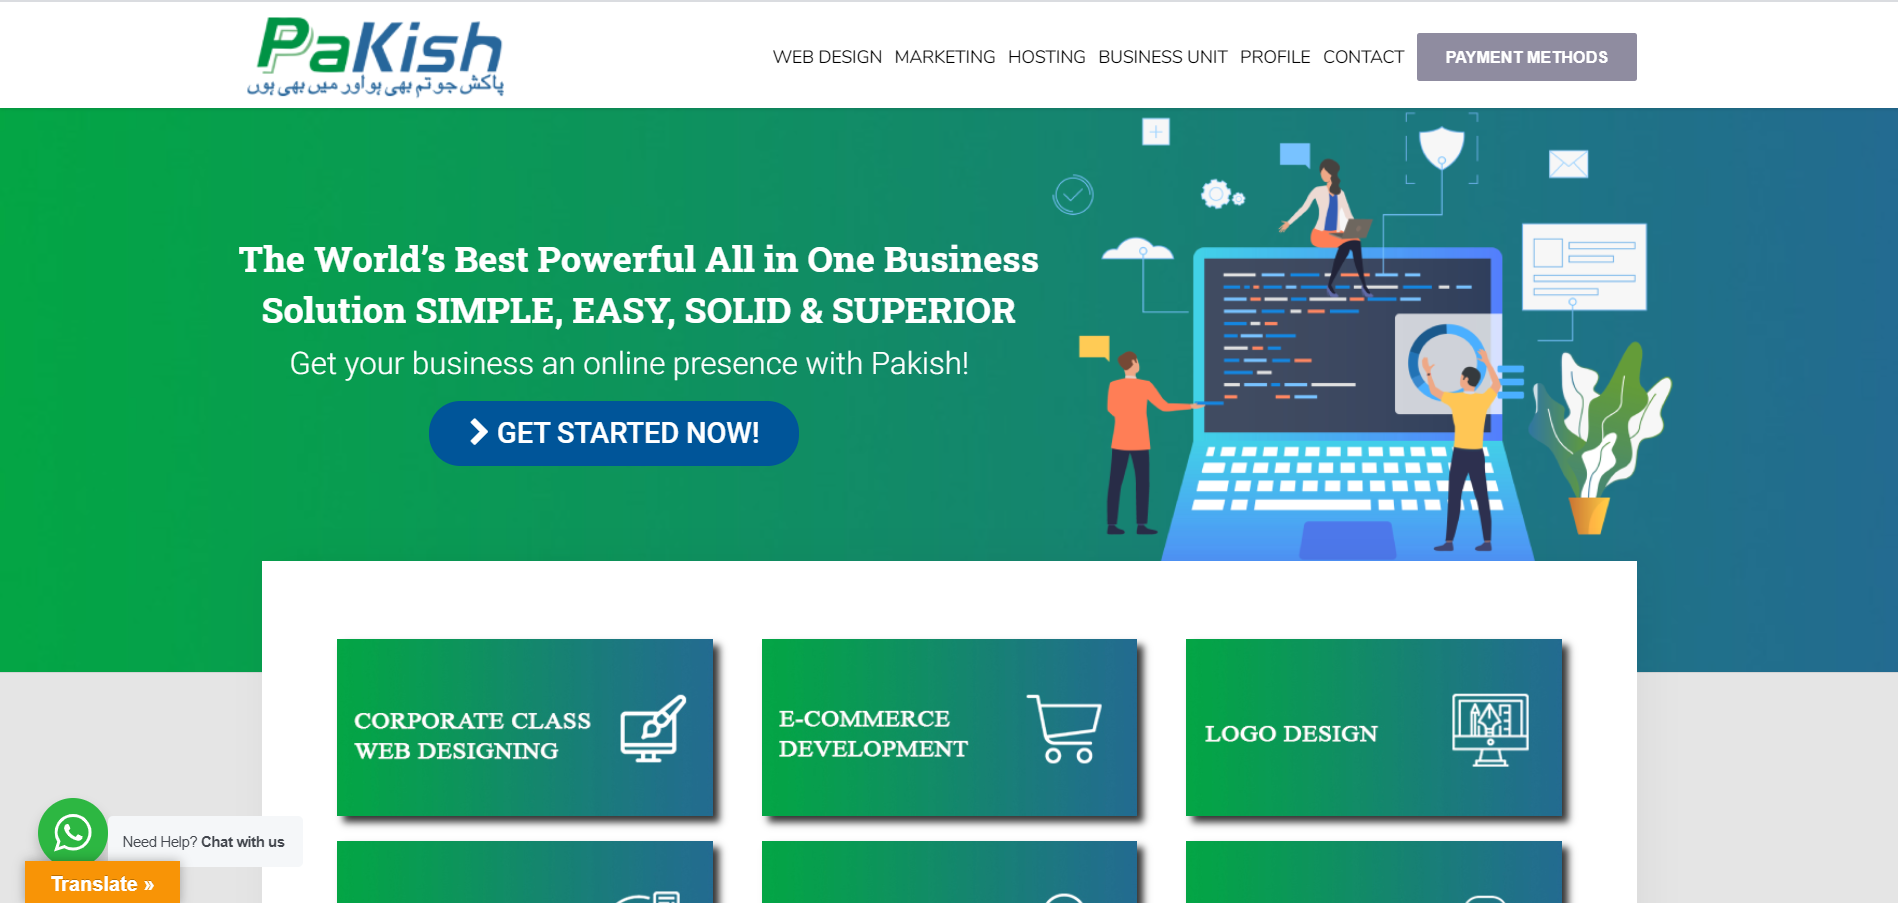 PaKish
پاکش جو تم بھی ہو اور میں بھی ہوں
WEB DESIGN MARKETING HOSTING BUSINESS UNIT PROFILE CONTACT PAYMENT METHODS
The World’s Best Powerful All in One Business
Solution SIMPLE, EASY, SOLID & SUPERIOR
Get your business an online presence with Pakish!
GET STARTED NOW!
CORPORATE CLASS
WEB DESIGNING
E-COMMERCE
DEVELOPMENT
LOGO DESIGN
Need Help? Chat with us
Translate »